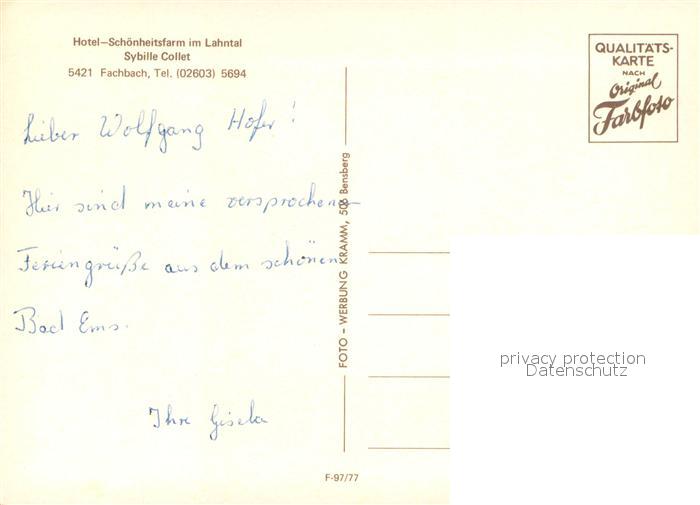 Hotel—Schönheitsfarm im Lahntal
Sybille Collet
5421 Fachbach, Tel. (02603) 5694
QUALITÄTS-
KARTE
NACH
Original
Farbfoto
Lieber Wolfgang Hofer!
Hier sind meine versprochenen
Feriengrüße aus dem schönen
Bad Ems.
Ihre Gisela
FOTO – WERBUNG KRAMM, 506 Bensberg
privacy protection
Datenschutz
F-97/77